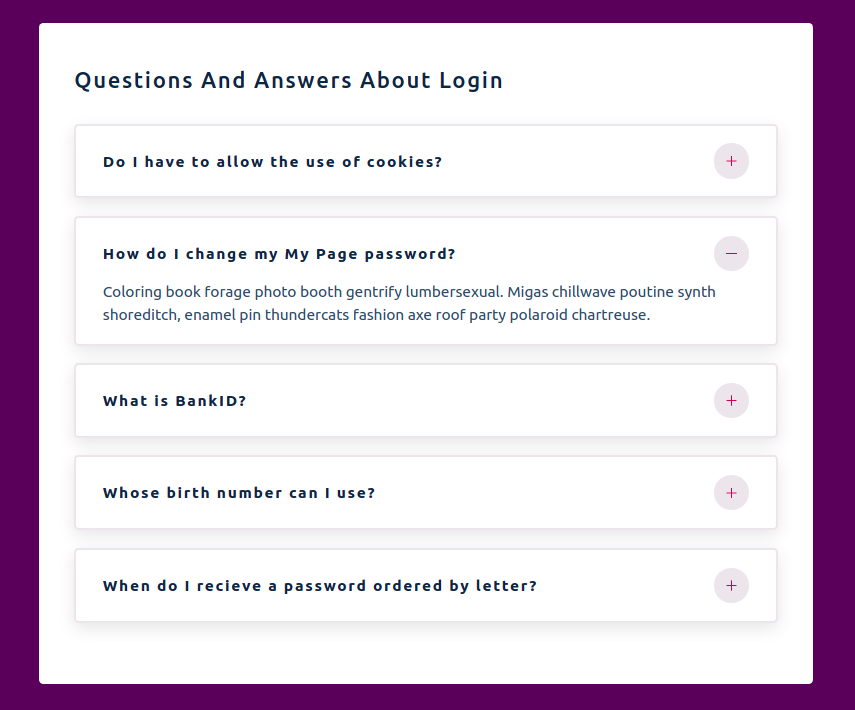 Questions And Answers About Login
Do I have to allow the use of cookies?
How do I change my My Page password?
Coloring book forage photo booth gentrify lumbersexual. Migas chillwave poutine synth
shoreditch, enamel pin thundercats fashion axe roof party polaroid chartreuse.
What is BankID?
Whose birth number can I use?
When do I recieve a password ordered by letter?